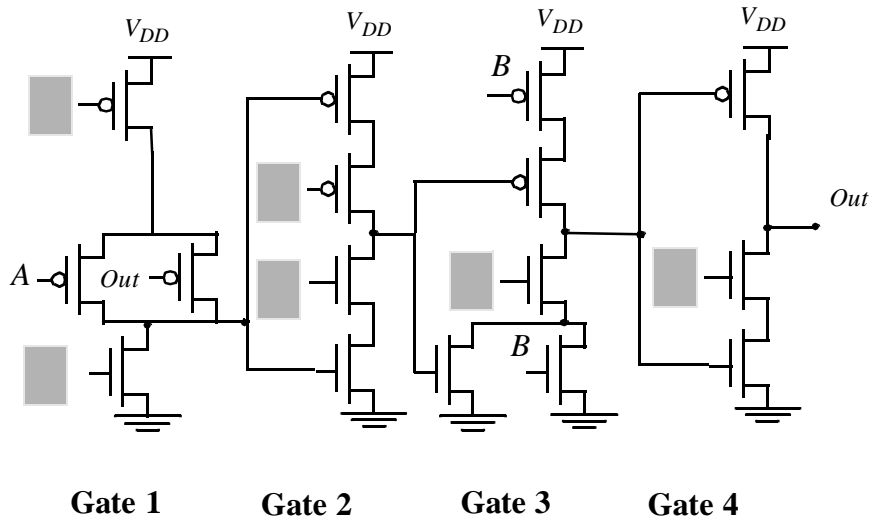 V_DD V_DD V_DD V_DD
B
Out
A Out
B
Gate 1 Gate 2 Gate 3 Gate 4